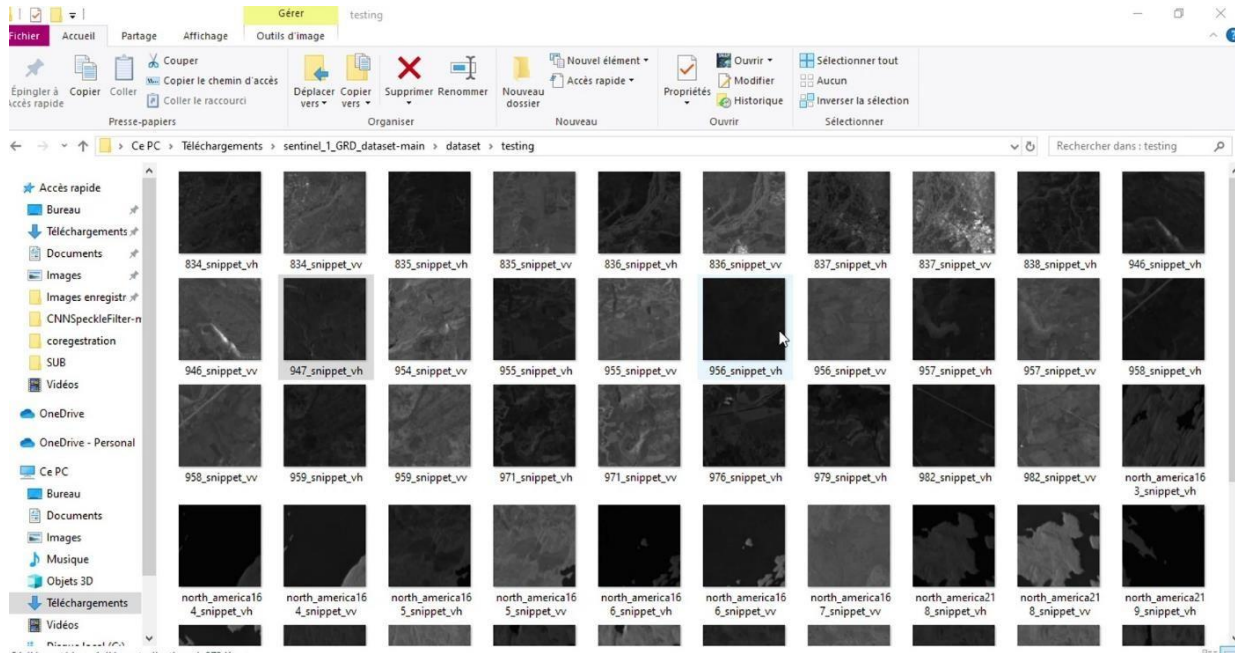 Gérer
testing
Fichier
Accueil
Partage
Affichage
Outils d'image
Épingler à
Accès rapide
Copier
Coller
Couper
Copier le chemin d'accès
Coller le raccourci
Presse-papiers
Déplacer
vers
Copier
vers
Supprimer
Renommer
Organiser
Nouveau
dossier
Nouvel élément
Accès rapide
Nouveau
Propriétés
Ouvrir
Modifier
Historique
Ouvrir
Sélectionner tout
Aucun
Inverser la sélection
Sélectionner
Ce PC > Téléchargements > sentinel_1_GRD_dataset-main > dataset > testing
Rechercher dans : testing
Accès rapide
Bureau
Téléchargements
Documents
Images
Images enregistr
CNNSpeckleFilter-m
coregestration
SUB
Vidéos
OneDrive
OneDrive - Personal
Ce PC
Bureau
Documents
Images
Musique
Objets 3D
Téléchargements
Vidéos
834_snippet_vh
834_snippet_vv
835_snippet_vh
835_snippet_vv
836_snippet_vh
836_snippet_vv
837_snippet_vh
837_snippet_vv
838_snippet_vh
946_snippet_vh
946_snippet_vv
947_snippet_vh
954_snippet_vv
955_snippet_vh
955_snippet_vv
956_snippet_vh
956_snippet_vv
957_snippet_vh
957_snippet_vv
958_snippet_vh
958_snippet_vv
959_snippet_vh
959_snippet_vv
971_snippet_vh
971_snippet_vv
976_snippet_vh
979_snippet_vh
982_snippet_vh
982_snippet_vv
north_america16
3_snippet_vh
north_america16
4_snippet_vh
north_america16
4_snippet_vv
north_america16
5_snippet_vh
north_america16
5_snippet_vv
north_america16
6_snippet_vh
north_america16
6_snippet_vv
north_america16
7_snippet_vv
north_america21
8_snippet_vh
north_america21
8_snippet_vv
north_america21
9_snippet_vh